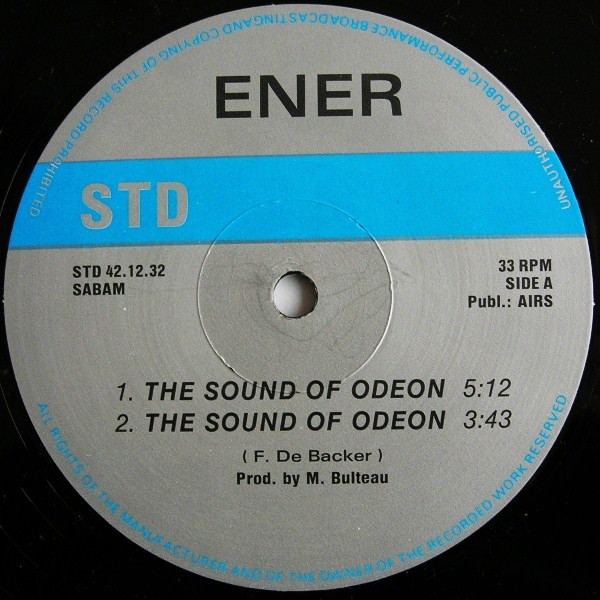 UNAUTHORISED PUBLIC PERFORMANCE BROADCASTING AND COPYING OF THIS RECORD PROHIBITED
ENER
STD
STD 42.12.32
SABAM
33 RPM
SIDE A
Publ.: AIRS
1. THE SOUND OF ODEON 5:12
2. THE SOUND OF ODEON 3:43
( F. De Backer )
Prod. by M. Bulteau
ALL RIGHTS OF THE MANUFACTURER AND OF THE OWNER OF THE RECORDED WORK RESERVED